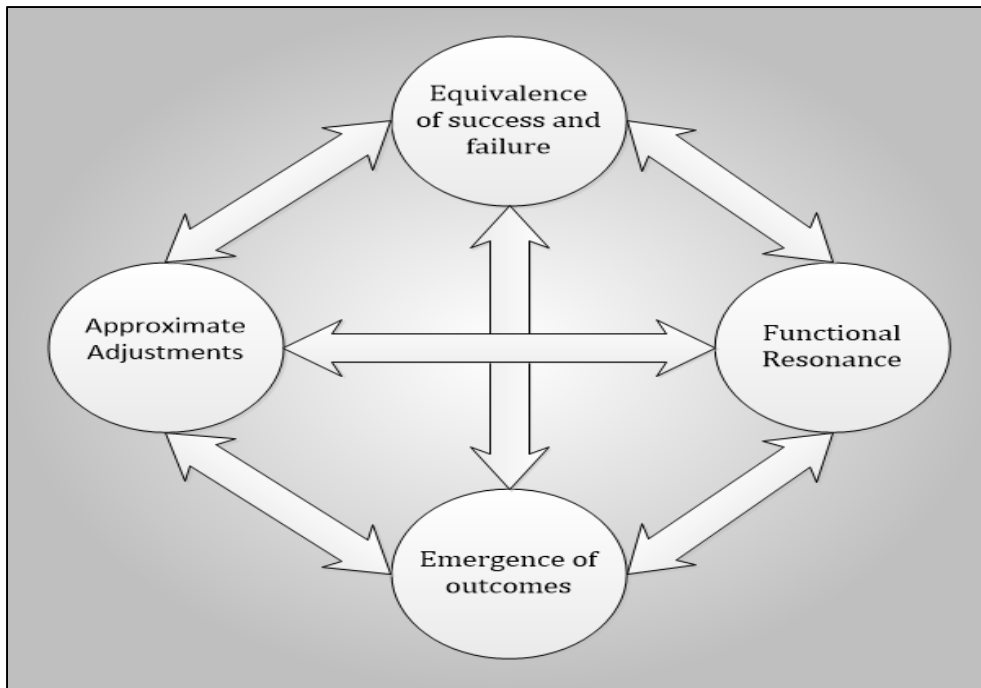 Equivalence
of success and
failure
Approximate
Adjustments
Functional
Resonance
Emergence of
outcomes